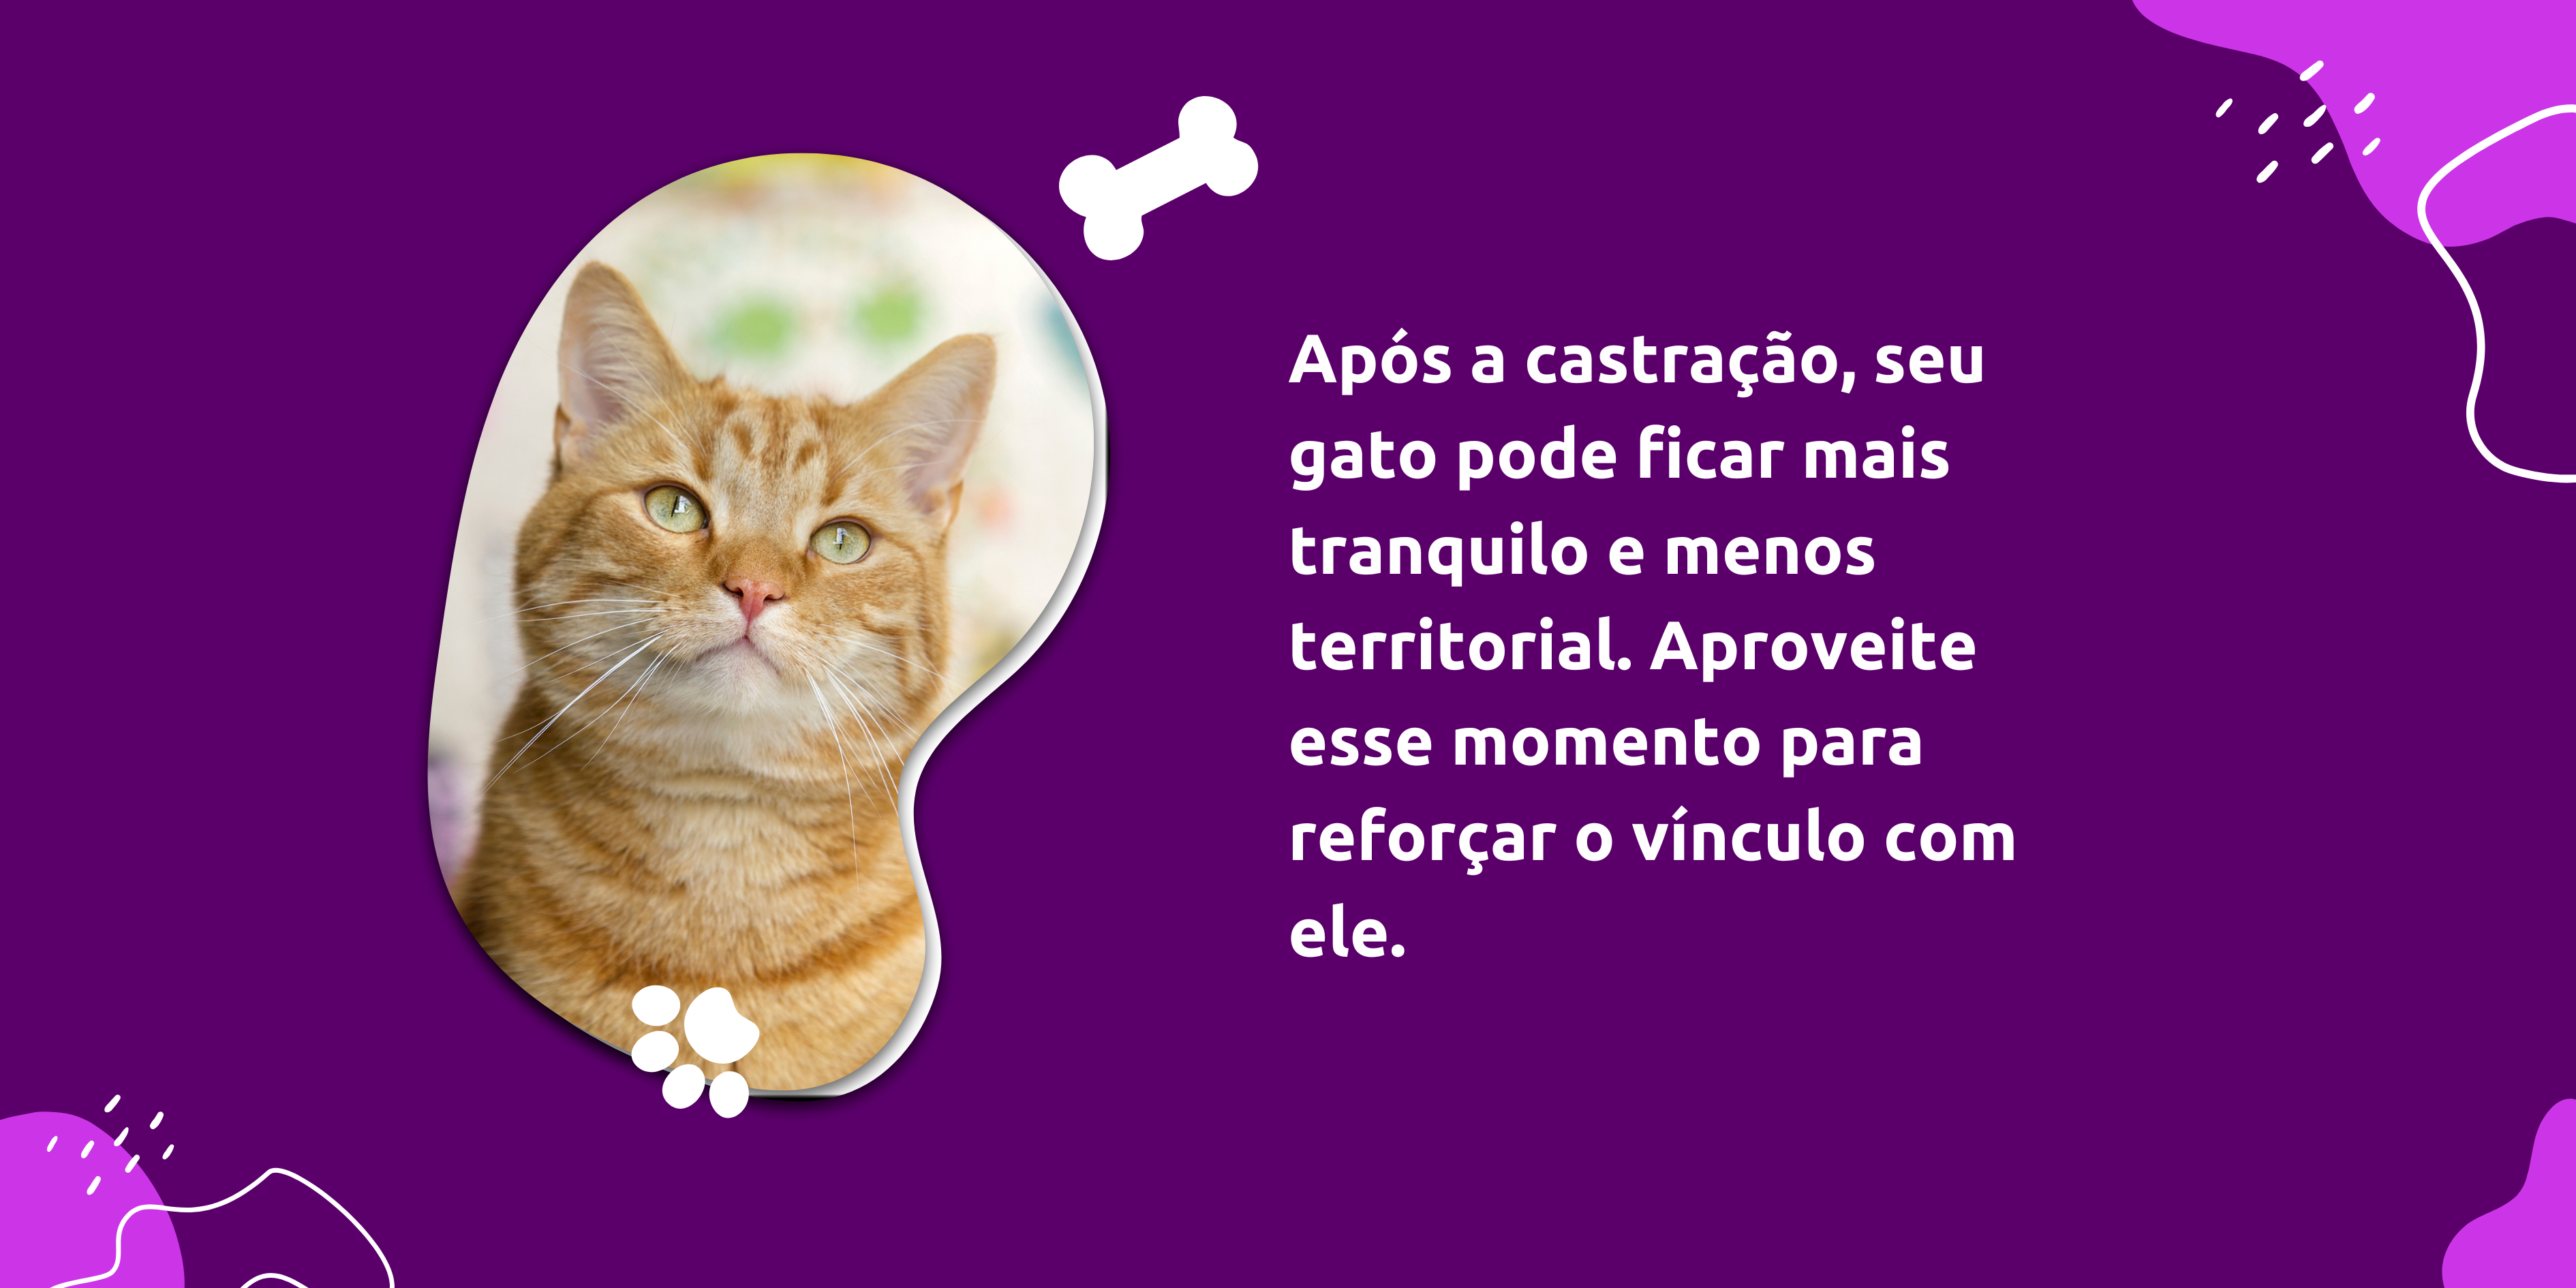 Após a castração, seu
gato pode ficar mais
tranquilo e menos
territorial. Aproveite
esse momento para
reforçar o vínculo com
ele.